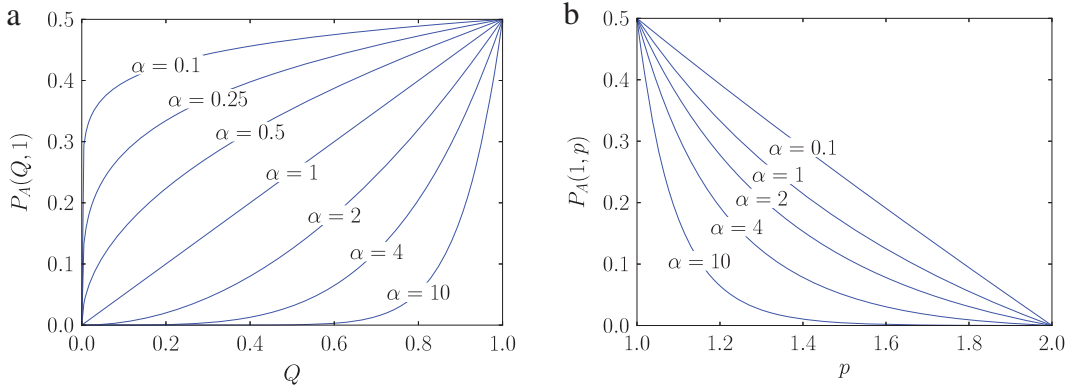 a
0.5
0.4
0.3
0.2
0.1
0.0
P_A(Q, 1)
α = 0.1
α = 0.25
α = 0.5
α = 1
α = 2
α = 4
α = 10
0.0 0.2 0.4 0.6 0.8 1.0
Q
b
0.5
0.4
0.3
0.2
0.1
0.0
P_A(1, p)
α = 0.1
α = 1
α = 2
α = 4
α = 10
1.0 1.2 1.4 1.6 1.8 2.0
p